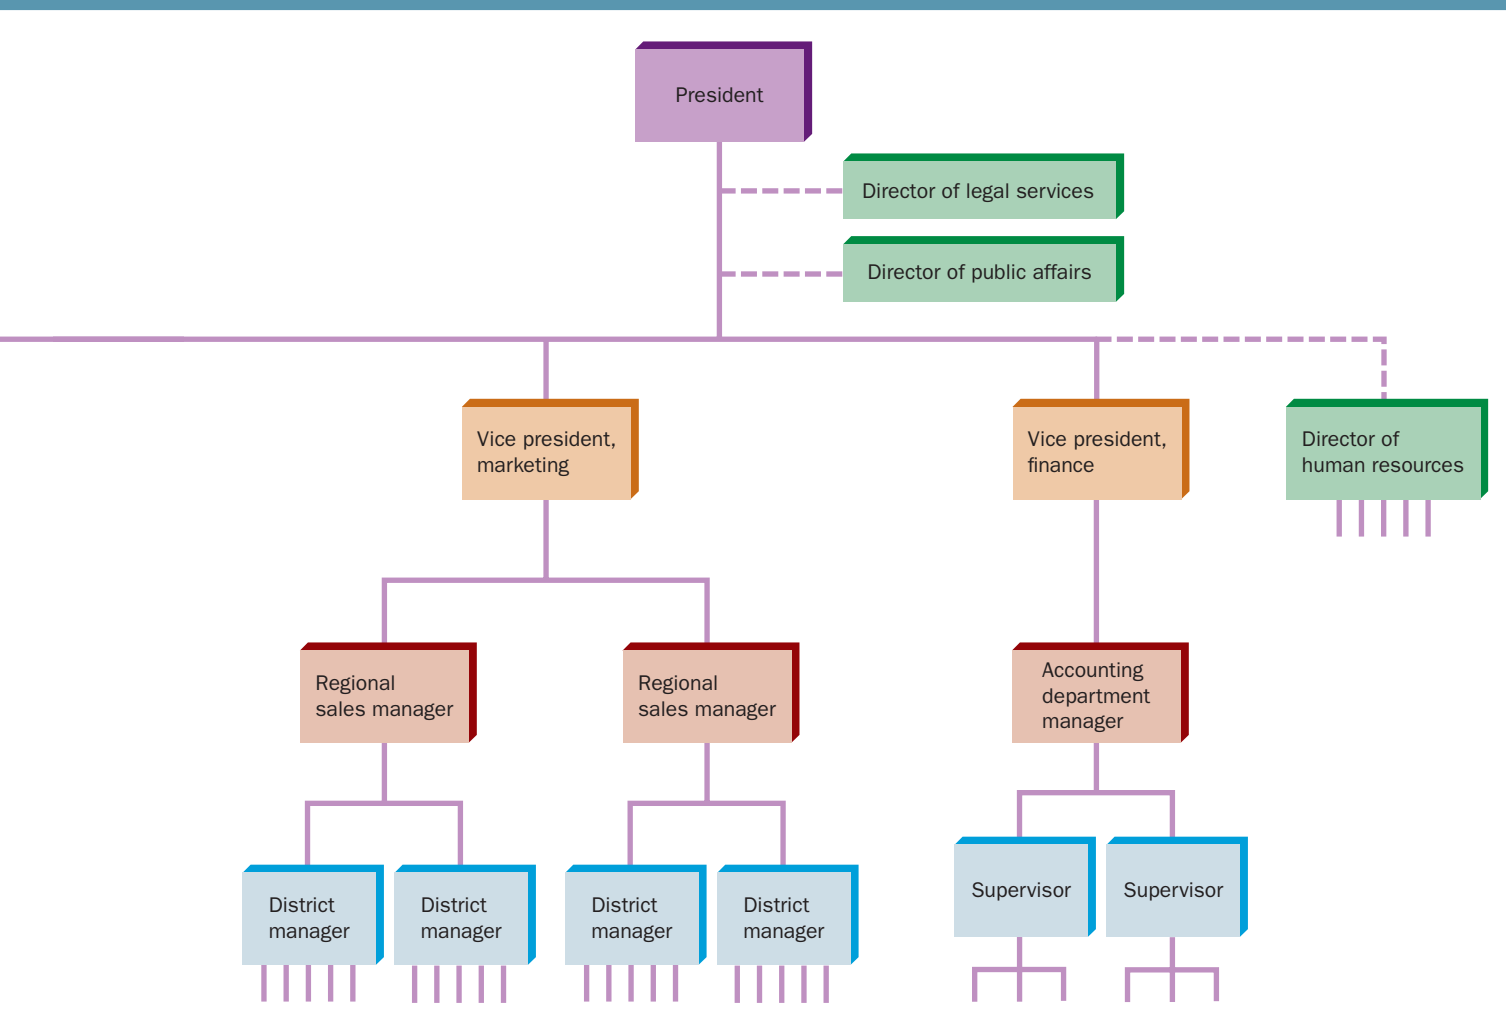 President
Director of legal services
Director of public affairs
Vice president,
marketing
Vice president,
finance
Director of
human resources
Regional
sales manager
Regional
sales manager
Accounting
department
manager
Supervisor
Supervisor
District
manager
District
manager
District
manager
District
manager